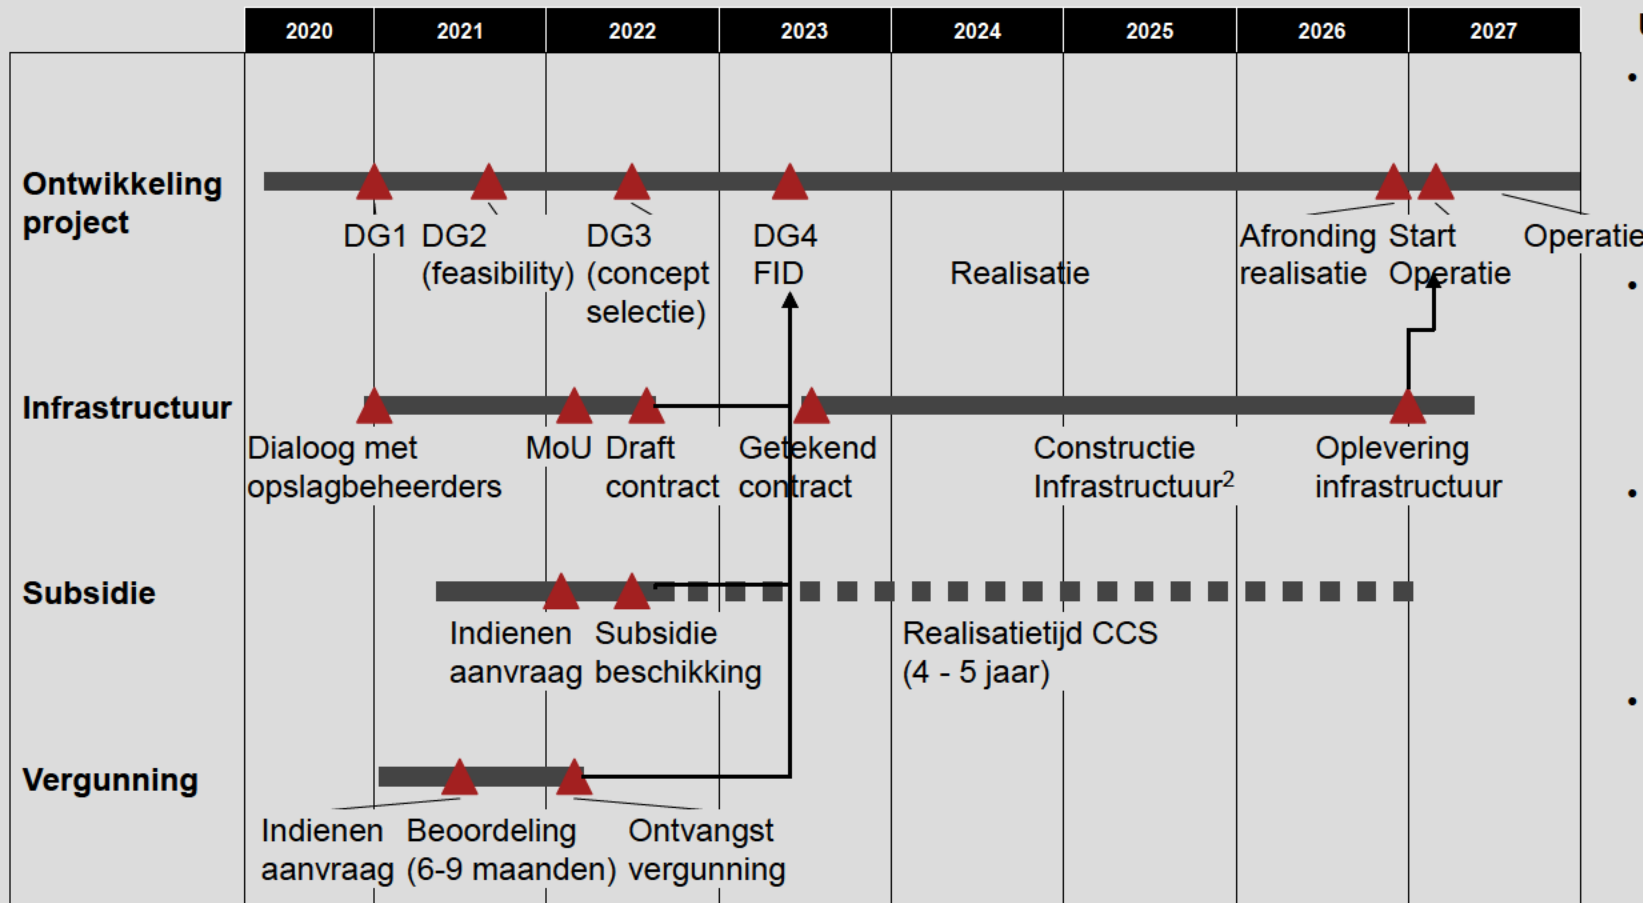 2020 2021 2022 2023 2024 2025 2026 2027
Ontwikkeling
project
DG1 DG2 DG3 DG4 Afronding Start Operatie
(feasibility) (concept FID Realisatie realisatie Operatie
selectie)
Infrastructuur
Dialoog met MoU Draft Getekend Constructie Oplevering
opslagbeheerders contract contract Infrastructuur² infrastructuur
Subsidie
Indienen Subsidie Realisatietijd CCS
aanvraag beschikking (4 - 5 jaar)
Vergunning
Indienen Beoordeling Ontvangst
aanvraag (6-9 maanden) vergunning